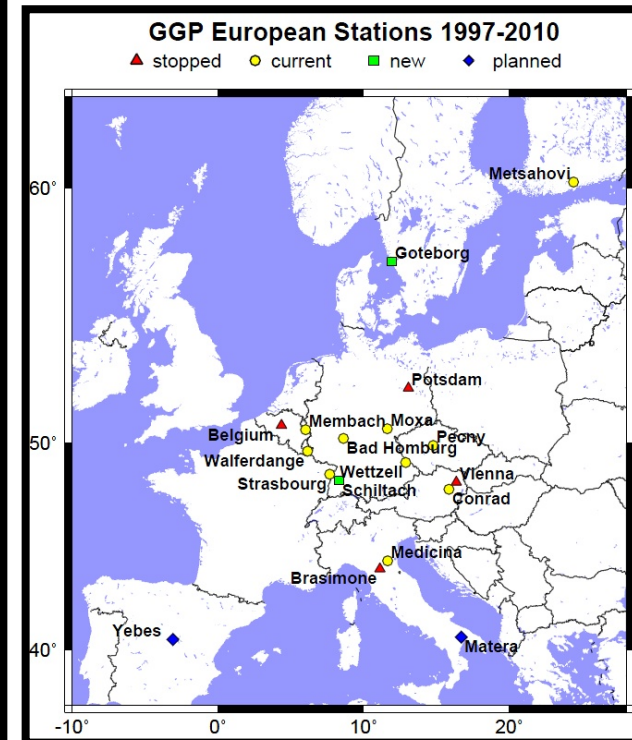 GGP European Stations 1997-2010
stopped current new planned
Metsahovi
60°
Goteborg
Potsdam
Membach Moxa
Belgium Pecny
50°
Bad Homburg
Walferdange
Wettzell Vienna
Strasbourg
Schiltach Conrad
Medicina
Brasimone
Yebes
40° Matera
-10° 0° 10° 20°